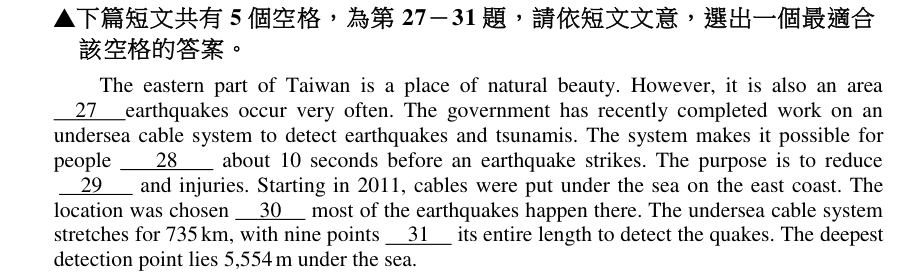 ▲下篇短文共有 5 個空格，為第 27－31 題，請依短文文意，選出一個最適合
該空格的答案。
The eastern part of Taiwan is a place of natural beauty. However, it is also an area
27 earthquakes occur very often. The government has recently completed work on an
undersea cable system to detect earthquakes and tsunamis. The system makes it possible for
people 28 about 10 seconds before an earthquake strikes. The purpose is to reduce
29 and injuries. Starting in 2011, cables were put under the sea on the east coast. The
location was chosen 30 most of the earthquakes happen there. The undersea cable system
stretches for 735 km, with nine points 31 its entire length to detect the quakes. The deepest
detection point lies 5,554 m under the sea.